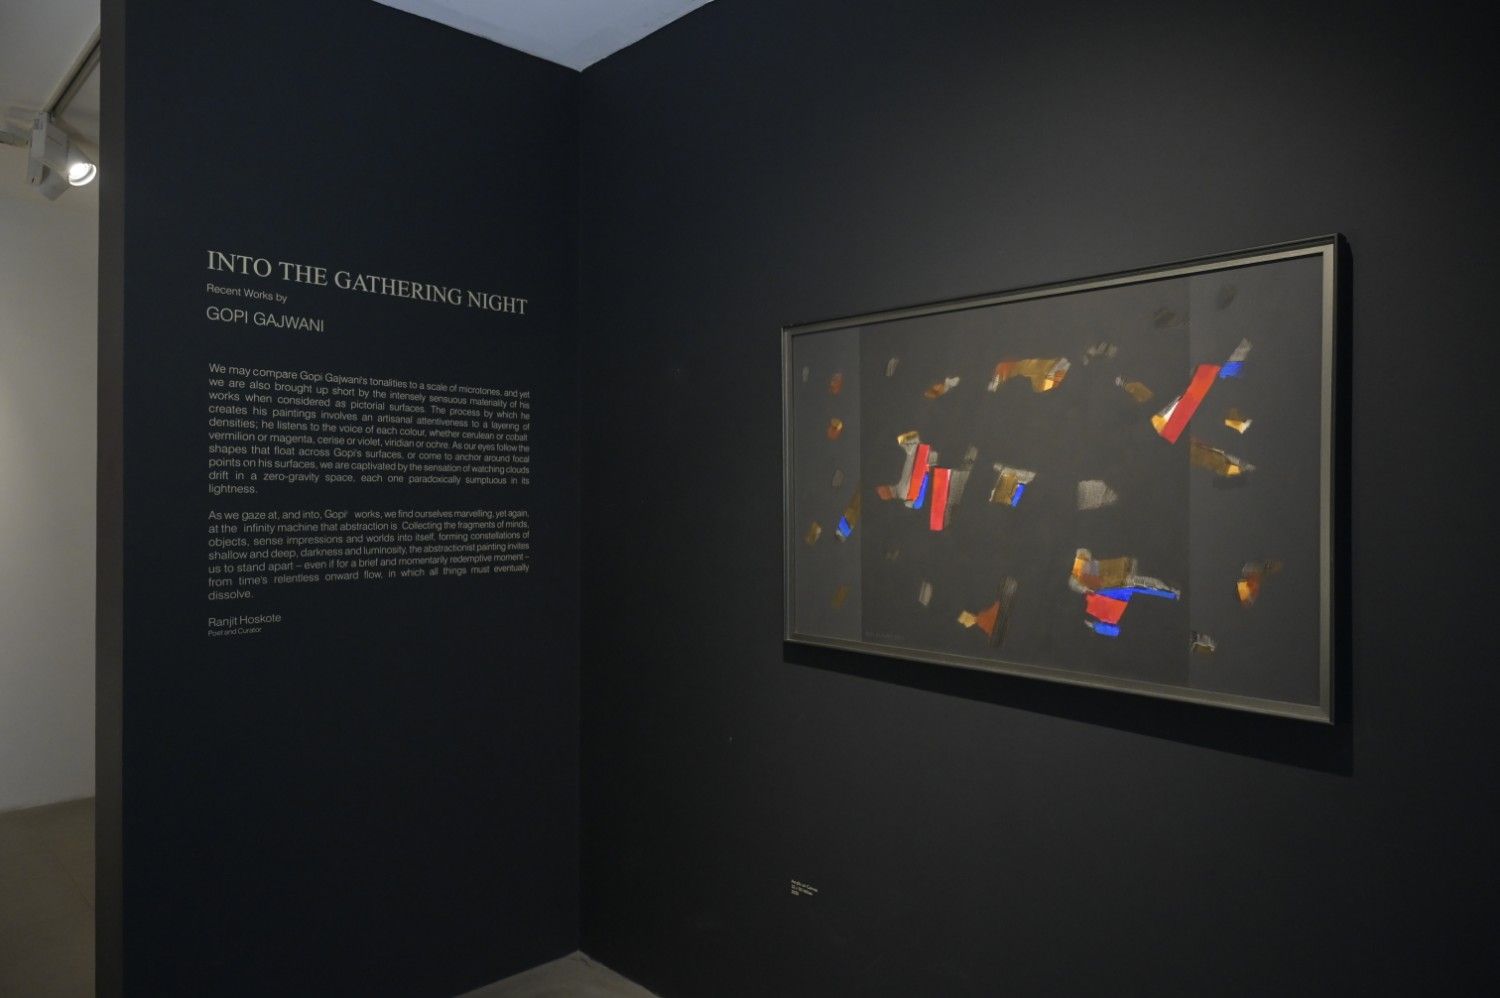 INTO THE GATHERING NIGHT
Recent Works by
GOPI GAJWANI
We may compare Gopi Gajwani's tonalities to a scale of microtones, and yet
we are also brought up short by the intensely sensuous materiality of his
works when considered as pictorial surfaces. The process by which he
creates his paintings involves an artisanal attentiveness to a layering of
densities; he listens to the voice of each colour, whether cerulean or cobalt
vermilion or magenta, cerise or violet, viridian or ochre. As our eyes follow the
shapes that float across Gopi's surfaces, or come to anchor around focal
points on his surfaces, we are captivated by the sensation of watching clouds
drift in a zero-gravity space, each one paradoxically sumptuous in its
lightness.
As we gaze at, and into, Gopi' works, we find ourselves marvelling, yet again,
at the infinity machine that abstraction is Collecting the fragments of minds,
objects, sense impressions and worlds into itself, forming constellations of
shallow and deep, darkness and luminosity, the abstractionist painting invites
us to stand apart – even if for a brief and momentarily redemptive moment –
from time's relentless onward flow, in which all things must eventually
dissolve.
Ranjit Hoskote
Poet and Curator